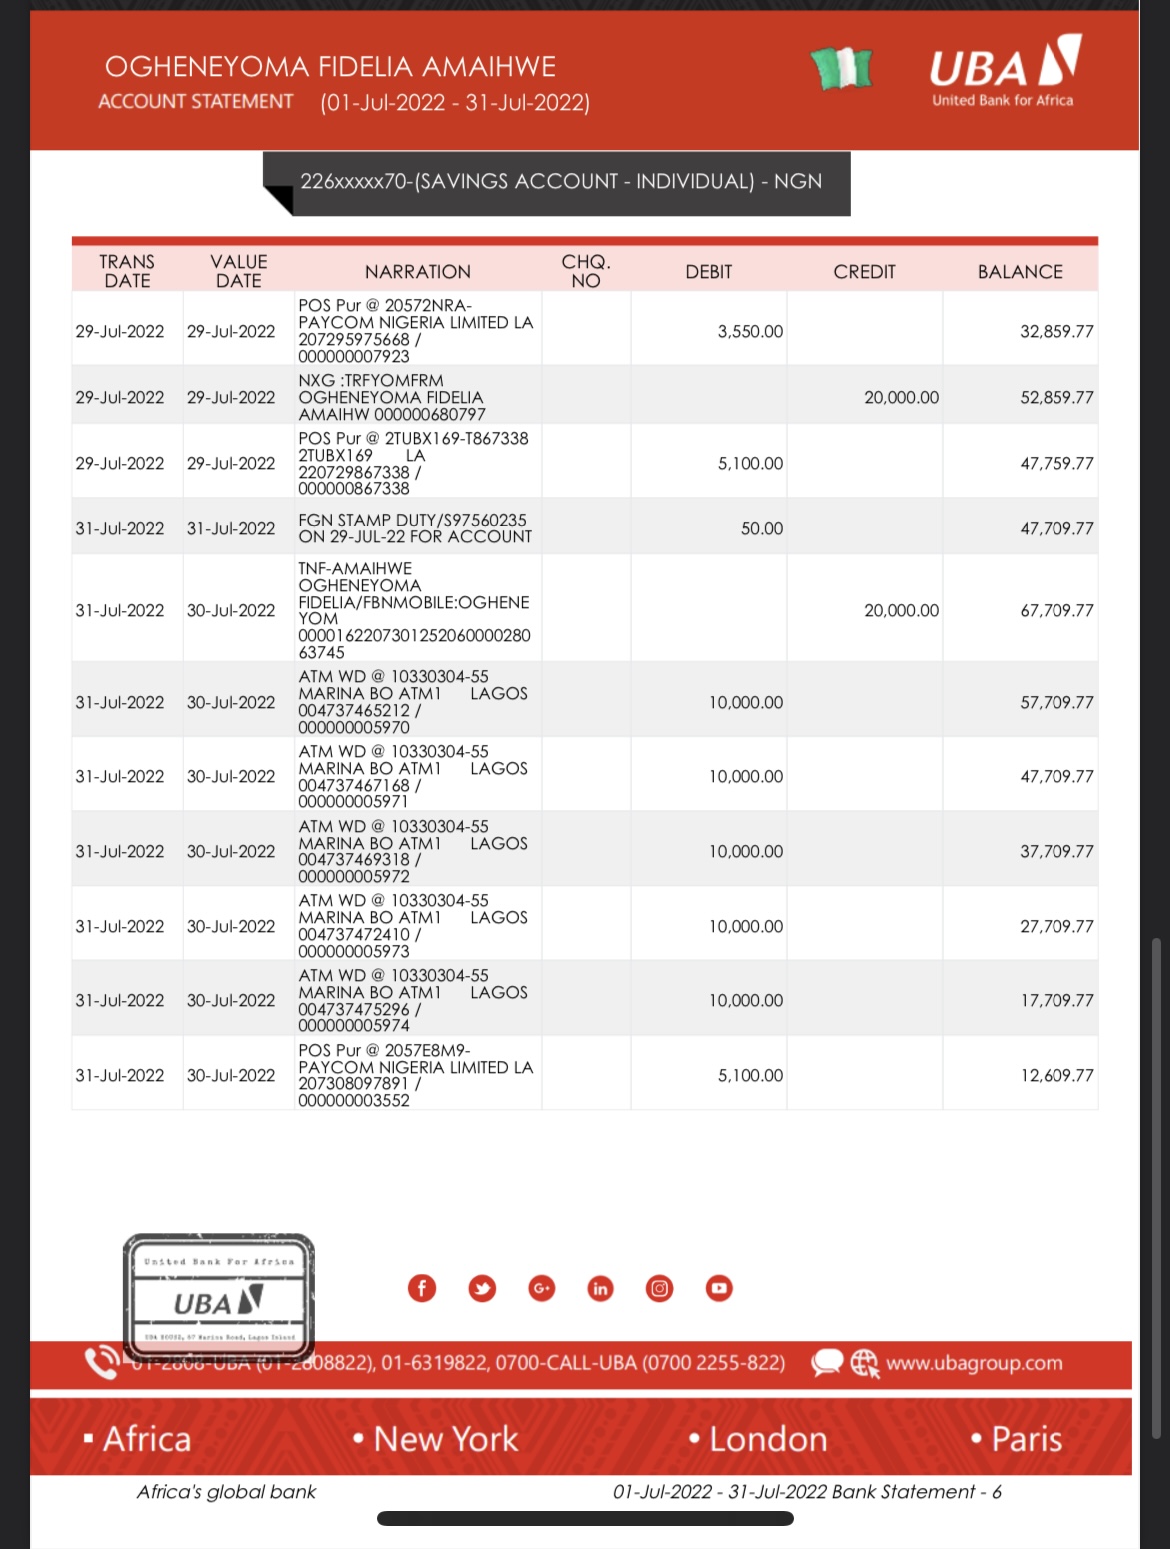 OGHENEYOMA FIDELIA AMAIHWE
ACCOUNT STATEMENT (01-Jul-2022 - 31-Jul-2022)
UBA
United Bank for Africa
226xxxxx70-(SAVINGS ACCOUNT - INDIVIDUAL) - NGN
TRANS DATE VALUE DATE NARRATION CHQ. NO DEBIT CREDIT BALANCE
29-Jul-2022 29-Jul-2022 POS Pur @ 20572NRA-
PAYCOM NIGERIA LIMITED LA
207295975668 /
000000007923 3,550.00 32,859.77
29-Jul-2022 29-Jul-2022 NXG :TRFYOMFRM
OGHENEYOMA FIDELIA
AMAIHW 000000680797 20,000.00 52,859.77
29-Jul-2022 29-Jul-2022 POS Pur @ 2TUBX169-T867338
2TUBX169 LA
220729867338 /
000000867338 5,100.00 47,759.77
31-Jul-2022 31-Jul-2022 FGN STAMP DUTY/S97560235
ON 29-JUL-22 FOR ACCOUNT 50.00 47,709.77
31-Jul-2022 30-Jul-2022 TNF-AMAIHWE
OGHENEYOMA
FIDELIA/FBNMOBILE:OGHENE
YOM
0000162207301252060000280
63745 20,000.00 67,709.77
31-Jul-2022 30-Jul-2022 ATM WD @ 10330304-55
MARINA BO ATM1 LAGOS
004737465212 /
000000005970 10,000.00 57,709.77
31-Jul-2022 30-Jul-2022 ATM WD @ 10330304-55
MARINA BO ATM1 LAGOS
004737467168 /
000000005971 10,000.00 47,709.77
31-Jul-2022 30-Jul-2022 ATM WD @ 10330304-55
MARINA BO ATM1 LAGOS
004737469318 /
000000005972 10,000.00 37,709.77
31-Jul-2022 30-Jul-2022 ATM WD @ 10330304-55
MARINA BO ATM1 LAGOS
004737472410 /
000000005973 10,000.00 27,709.77
31-Jul-2022 30-Jul-2022 ATM WD @ 10330304-55
MARINA BO ATM1 LAGOS
004737475296 /
000000005974 10,000.00 17,709.77
31-Jul-2022 30-Jul-2022 POS Pur @ 2057E8M9-
PAYCOM NIGERIA LIMITED LA
207308097891 /
000000003552 5,100.00 12,609.77
United Bank For Africa
UBA
UBA HOUSE, 57 Marina Road, Lagos Island
01-2808-UBA (01-2808822), 01-6319822, 0700-CALL-UBA (0700 2255-822) www.ubagroup.com
▪ Africa • New York • London • Paris
Africa's global bank 01-Jul-2022 - 31-Jul-2022 Bank Statement - 6